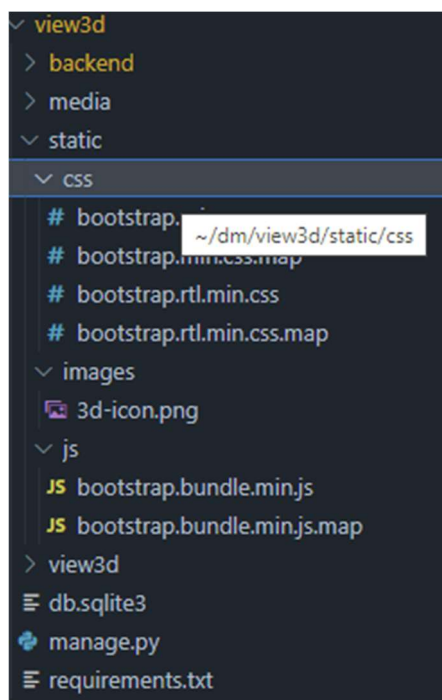 view3d
backend
media
static
css
bootstrap.
~/dm/view3d/static/css
bootstrap.min.css.map
bootstrap.rtl.min.css
bootstrap.rtl.min.css.map
images
3d-icon.png
js
JS bootstrap.bundle.min.js
JS bootstrap.bundle.min.js.map
view3d
db.sqlite3
manage.py
requirements.txt